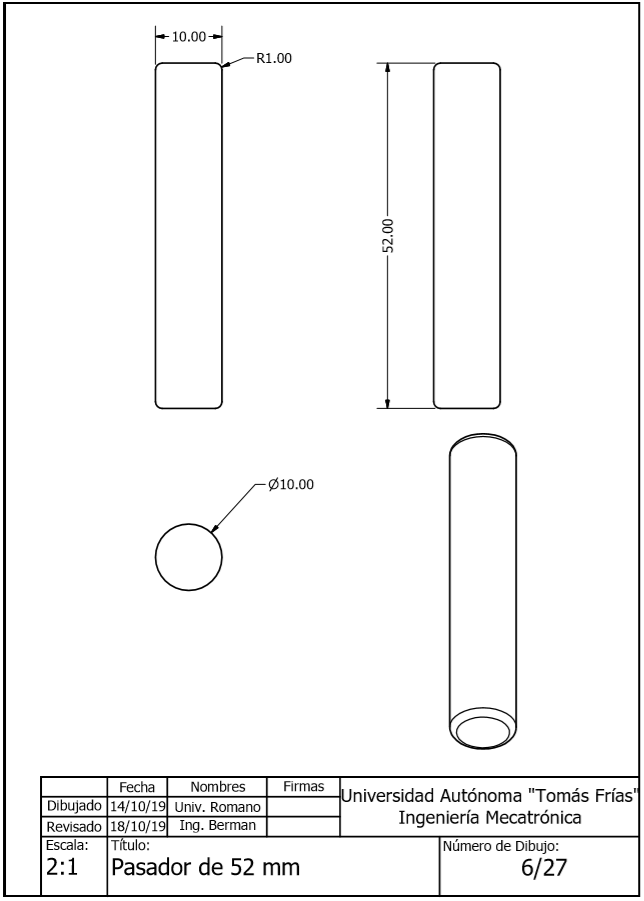 10.00
R1.00
52.00
Ø10.00
Fecha Nombres Firmas
Dibujado 14/10/19 Univ. Romano
Revisado 18/10/19 Ing. Berman
Universidad Autónoma "Tomás Frías"
Ingeniería Mecatrónica
Escala:
2:1
Título:
Pasador de 52 mm
Número de Dibujo:
6/27